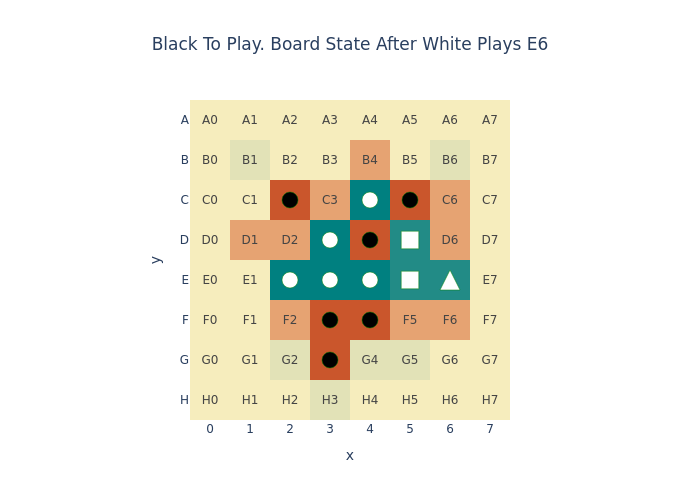 Black To Play. Board State After White Plays E6
A A0 A1 A2 A3 A4 A5 A6 A7
B B0 B1 B2 B3 B4 B5 B6 B7
C C0 C1 C3 C6 C7
D D0 D1 D2 D6 D7
y
E E0 E1 E7
F F0 F1 F2 F5 F6 F7
G G0 G1 G2 G4 G5 G6 G7
H H0 H1 H2 H3 H4 H5 H6 H7
0 1 2 3 4 5 6 7
x